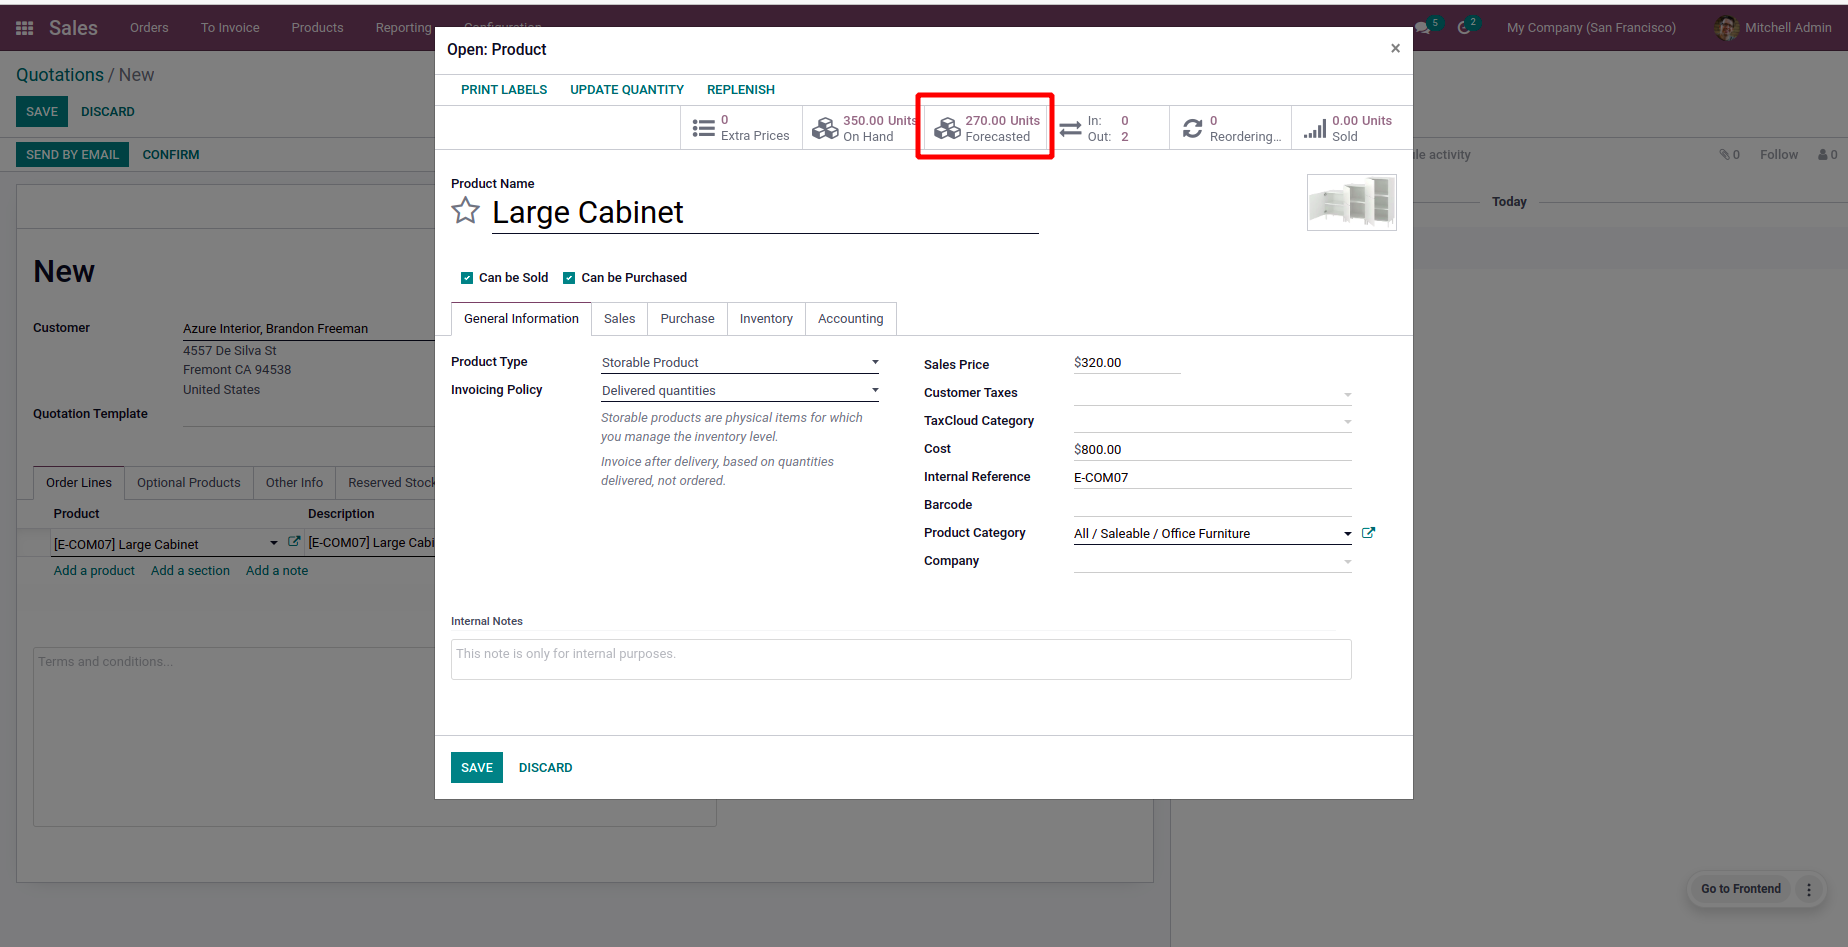 Sales Orders To Invoice Products Reporting Configuration 5 2 My Company (San Francisco) Mitchell Admin
Quotations / New
SAVE DISCARD
SEND BY EMAIL CONFIRM
ule activity 0 Follow 0
Today
New
Customer Azure Interior, Brandon Freeman
4557 De Silva St
Fremont CA 94538
United States
Quotation Template
Order Lines Optional Products Other Info Reserved Stock
Product Description
[E-COM07] Large Cabinet [E-COM07] Large Cabi
Add a product Add a section Add a note
Terms and conditions...
Open: Product ×
PRINT LABELS UPDATE QUANTITY REPLENISH
0
Extra Prices
350.00 Units
On Hand
270.00 Units
Forecasted
In: 0
Out: 2
0
Reordering...
0.00 Units
Sold
Product Name
Large Cabinet
Can be Sold Can be Purchased
General Information Sales Purchase Inventory Accounting
Product Type Storable Product
Invoicing Policy Delivered quantities
Storable products are physical items for which
you manage the inventory level.
Invoice after delivery, based on quantities
delivered, not ordered.
Sales Price $320.00
Customer Taxes
TaxCloud Category
Cost $800.00
Internal Reference E-COM07
Barcode
Product Category All / Saleable / Office Furniture
Company
Internal Notes
This note is only for internal purposes.
SAVE DISCARD
Go to Frontend